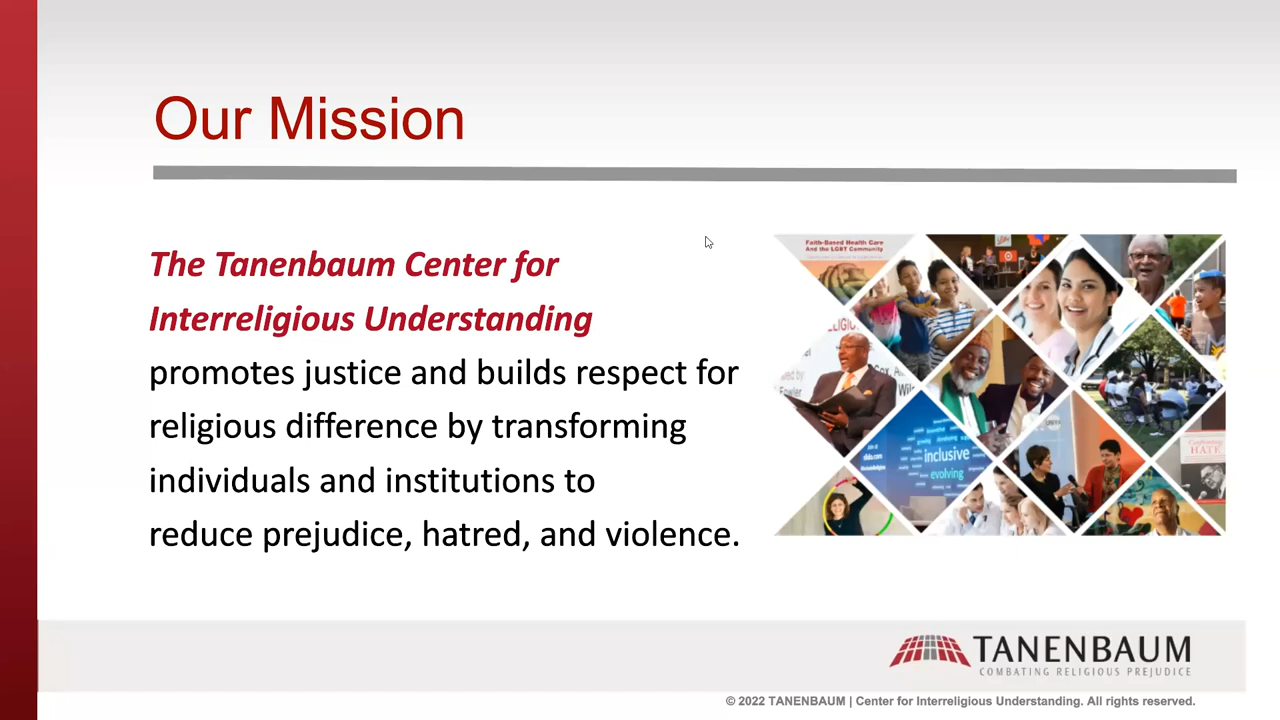 Our Mission
The Tanenbaum Center for
Interreligious Understanding
promotes justice and builds respect for
religious difference by transforming
individuals and institutions to
reduce prejudice, hatred, and violence.
Faith-Based Health Care
And the LGBT Community
inclusive
evolving
HATE
TANENBAUM
COMBATING RELIGIOUS PREJUDICE
© 2022 TANENBAUM | Center for Interreligious Understanding. All rights reserved.